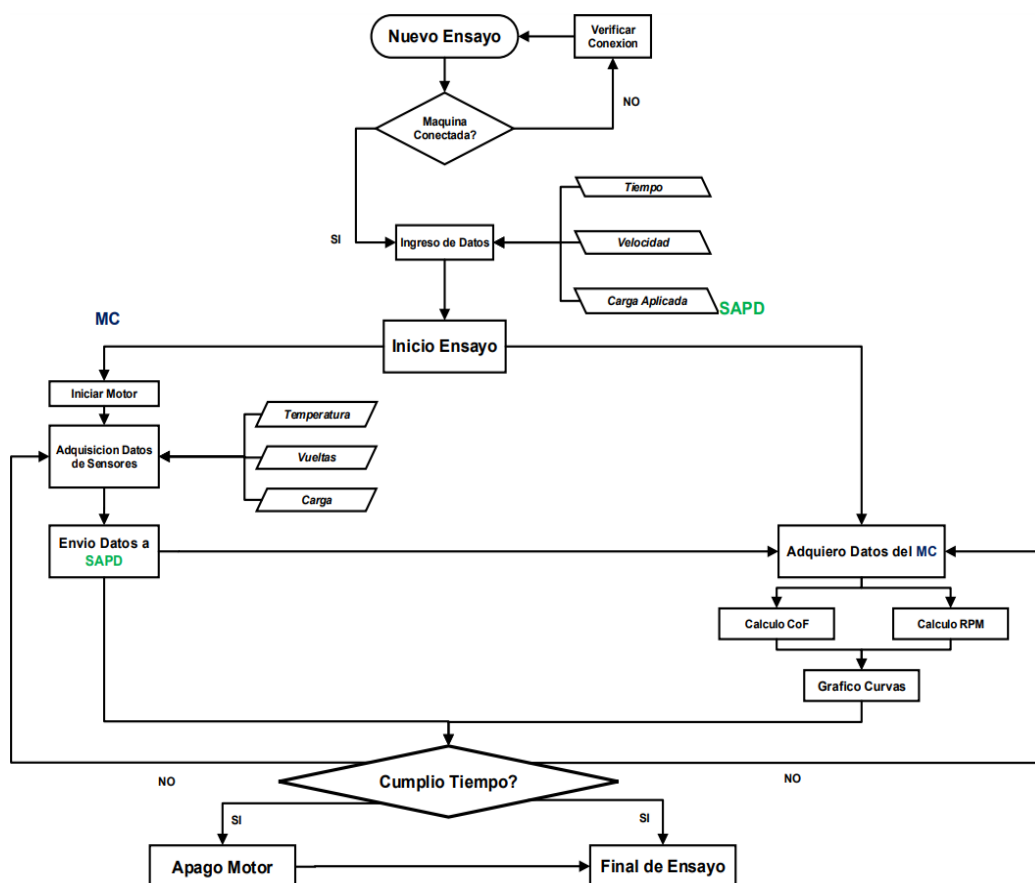 Nuevo Ensayo
Verificar
Conexion
NO
Maquina
Conectada?
Tiempo
SI
Ingreso de Datos
Velocidad
Carga Aplicada
SAPD
MC
Inicio Ensayo
Iniciar Motor
Temperatura
Adquisicion Datos
de Sensores
Vueltas
Carga
Envio Datos a
SAPD
Adquiero Datos del MC
Calculo CoF
Calculo RPM
Grafico Curvas
NO
Cumplio Tiempo?
NO
SI
SI
Apago Motor
Final de Ensayo